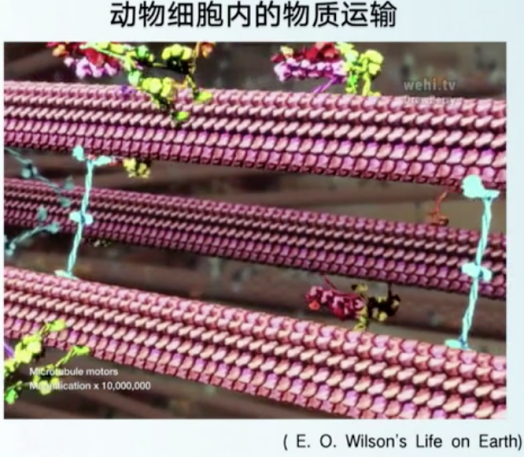 动物细胞内的物质运输
wehi.tv
Microtubule motors
Magnification x 10,000,000
( E. O. Wilson's Life on Earth)